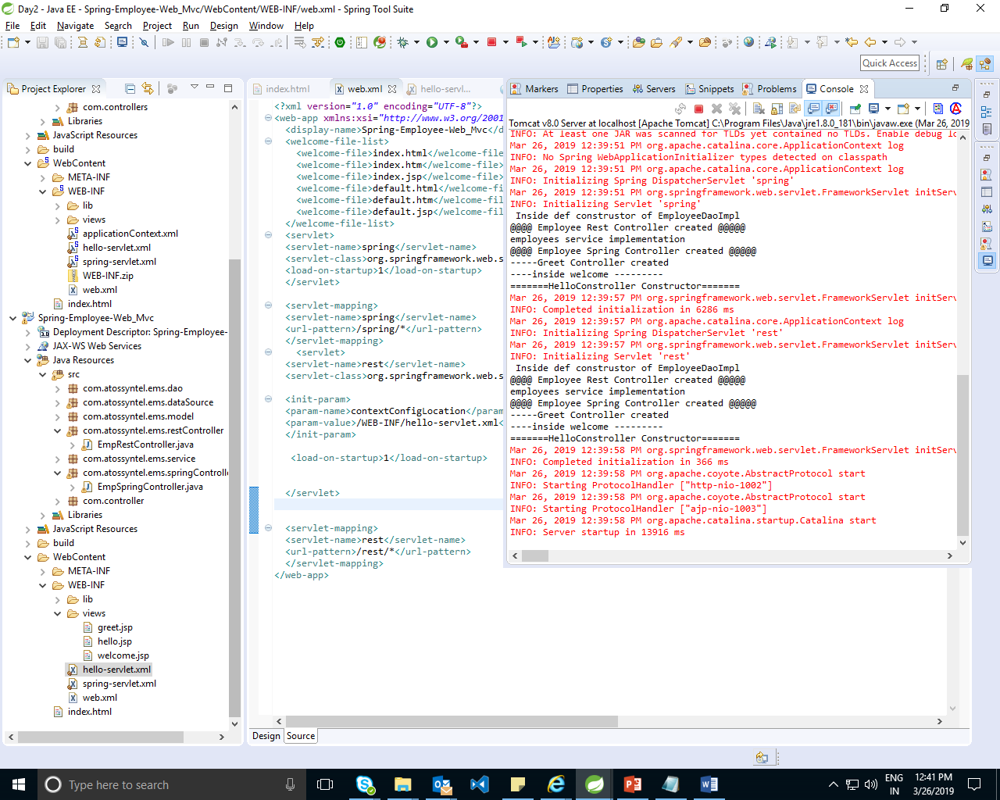 Day2 - Java EE - Spring-Employee-Web_Mvc/WebContent/WEB-INF/web.xml - Spring Tool Suite
File Edit Navigate Search Project Run Design Window Help
Quick Access
Project Explorer
com.controllers
Libraries
JavaScript Resources
build
WebContent
META-INF
WEB-INF
lib
views
applicationContext.xml
hello-servlet.xml
spring-servlet.xml
WEB-INF.zip
web.xml
index.html
Spring-Employee-Web_Mvc
Deployment Descriptor: Spring-Employee-
JAX-WS Web Services
Java Resources
src
com.atossyntel.ems.dao
com.atossyntel.ems.dataSource
com.atossyntel.ems.model
com.atossyntel.ems.restController
EmpRestController.java
com.atossyntel.ems.service
com.atossyntel.ems.springControlle
EmpSpringController.java
com.controller
Libraries
JavaScript Resources
build
WebContent
META-INF
WEB-INF
lib
views
greet.jsp
hello.jsp
welcome.jsp
hello-servlet.xml
spring-servlet.xml
web.xml
index.html
index.html web.xml hello-servl...
<?xml version="1.0" encoding="UTF-8"?>
<web-app xmlns:xsi="http://www.w3.org/2001
<display-name>Spring-Employee-Web_Mvc</d
<welcome-file-list>
<welcome-file>index.html</welcome-file
<welcome-file>index.htm</welcome-file>
<welcome-file>index.jsp</welcome-file>
<welcome-file>default.html</welcome-fi
<welcome-file>default.htm</welcome-fil
<welcome-file>default.jsp</welcome-fil
</welcome-file-list>
<servlet>
<servlet-name>spring</servlet-name>
<servlet-class>org.springframework.web.s
<load-on-startup>1</load-on-startup>
</servlet>
<servlet-mapping>
<servlet-name>spring</servlet-name>
<url-pattern>/spring/*</url-pattern>
</servlet-mapping>
<servlet>
<servlet-name>rest</servlet-name>
<servlet-class>org.springframework.web.s
<init-param>
<param-name>contextConfigLocation</param
<param-value>/WEB-INF/hello-servlet.xml<
</init-param>
<load-on-startup>1</load-on-startup>
</servlet>
<servlet-mapping>
<servlet-name>rest</servlet-name>
<url-pattern>/rest/*</url-pattern>
</servlet-mapping>
</web-app>
Design Source
Markers Properties Servers Snippets Problems Console
Tomcat v8.0 Server at localhost [Apache Tomcat] C:\Program Files\Java\jre1.8.0_181\bin\javaw.exe (Mar 26, 2019
INFO: At least one JAR was scanned for TLDs yet contained no TLDs. Enable debug lo
Mar 26, 2019 12:39:51 PM org.apache.catalina.core.ApplicationContext log
INFO: No Spring WebApplicationInitializer types detected on classpath
Mar 26, 2019 12:39:51 PM org.apache.catalina.core.ApplicationContext log
INFO: Initializing Spring DispatcherServlet 'spring'
Mar 26, 2019 12:39:51 PM org.springframework.web.servlet.FrameworkServlet initServ
INFO: Initializing Servlet 'spring'
Inside def construstor of EmployeeDaoImpl
@@@@ Employee Rest Controller created @@@@@
employees service implementation
@@@@ Employee Spring Controller created @@@@@
-----Greet Controller created
----inside welcome ---------
=======HelloConstroller Constructor=======
Mar 26, 2019 12:39:57 PM org.springframework.web.servlet.FrameworkServlet initServ
INFO: Completed initialization in 6286 ms
Mar 26, 2019 12:39:57 PM org.apache.catalina.core.ApplicationContext log
INFO: Initializing Spring DispatcherServlet 'rest'
Mar 26, 2019 12:39:57 PM org.springframework.web.servlet.FrameworkServlet initServ
INFO: Initializing Servlet 'rest'
Inside def construstor of EmployeeDaoImpl
@@@@ Employee Rest Controller created @@@@@
employees service implementation
@@@@ Employee Spring Controller created @@@@@
-----Greet Controller created
----inside welcome ---------
=======HelloConstroller Constructor=======
Mar 26, 2019 12:39:58 PM org.springframework.web.servlet.FrameworkServlet initServ
INFO: Completed initialization in 366 ms
Mar 26, 2019 12:39:58 PM org.apache.coyote.AbstractProtocol start
INFO: Starting ProtocolHandler ["http-nio-1002"]
Mar 26, 2019 12:39:58 PM org.apache.coyote.AbstractProtocol start
INFO: Starting ProtocolHandler ["ajp-nio-1003"]
Mar 26, 2019 12:39:58 PM org.apache.catalina.startup.Catalina start
INFO: Server startup in 13916 ms
Type here to search
ENG
IN
12:41 PM
3/26/2019